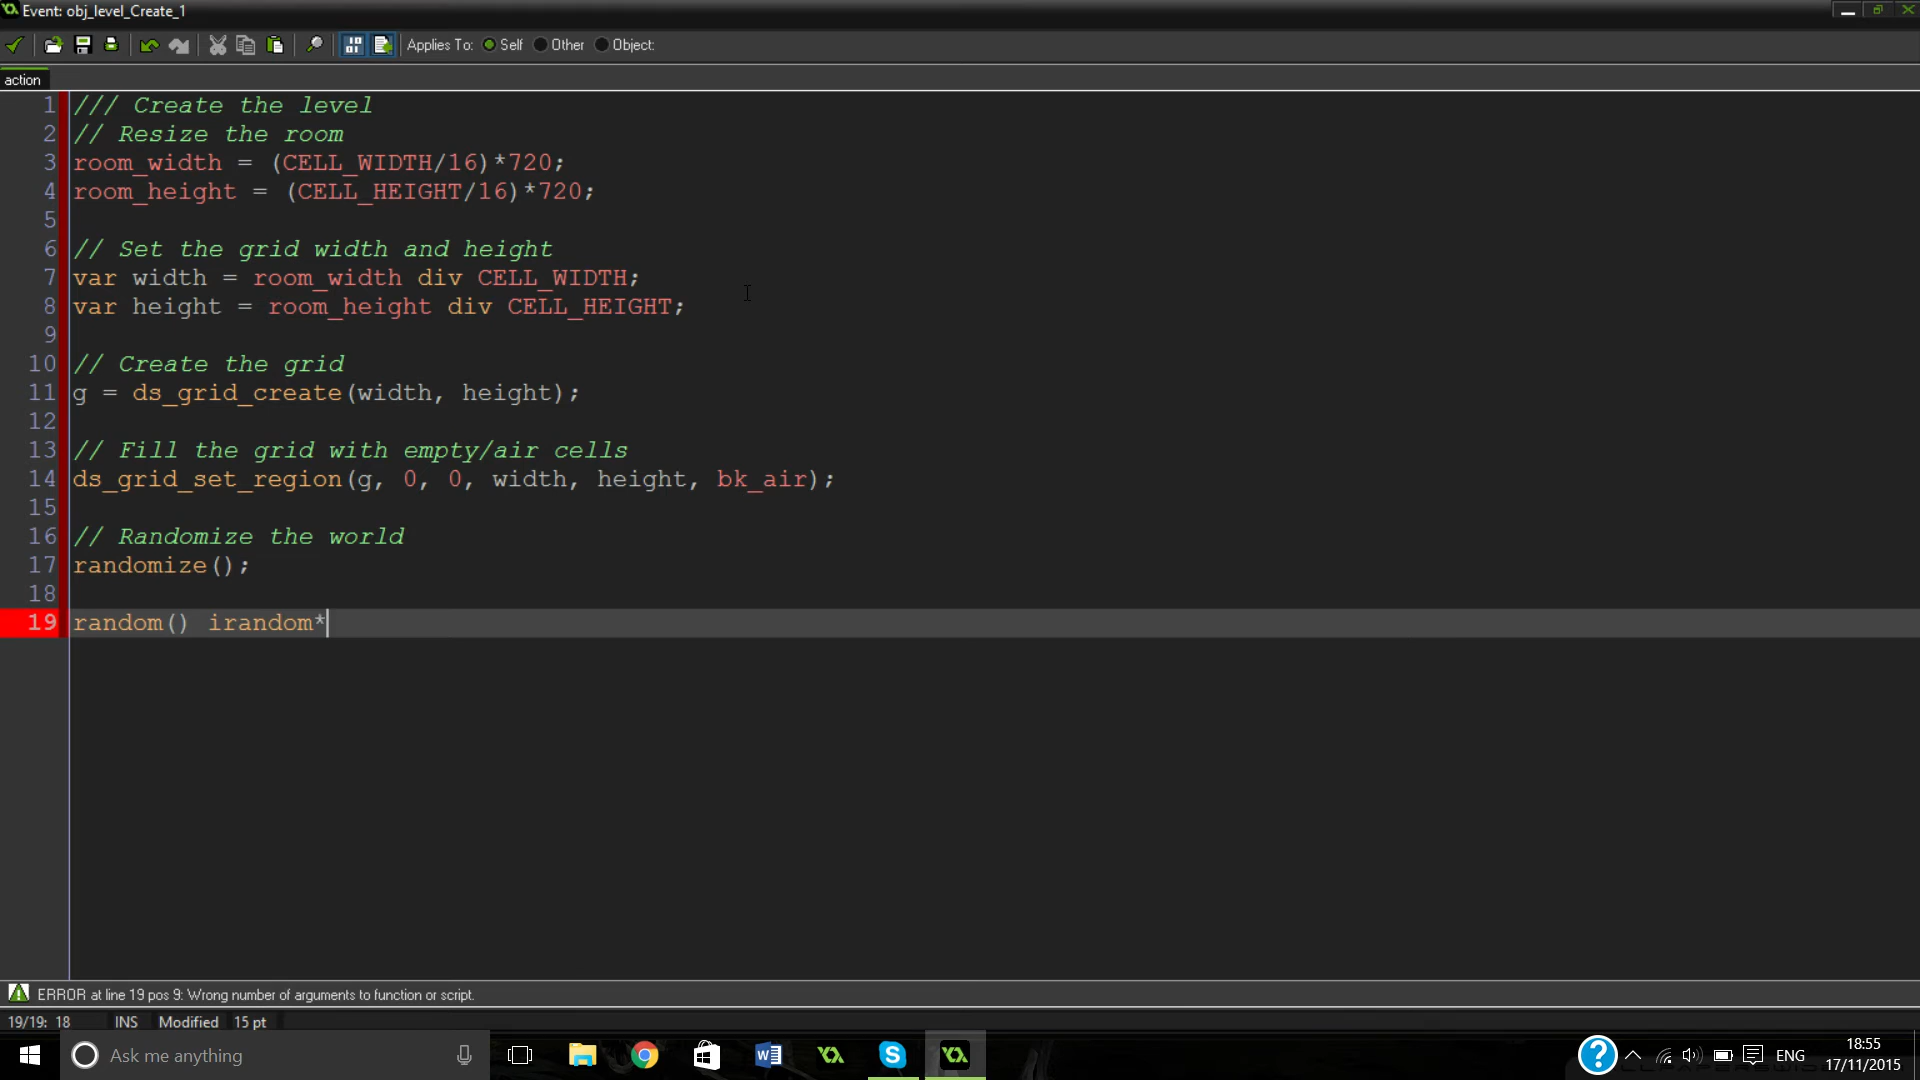 Event: obj_level_Create_1
Applies To: Self Other Object:
action
1 /// Create the level
2 // Resize the room
3 room_width = (CELL_WIDTH/16)*720;
4 room_height = (CELL_HEIGHT/16)*720;
5
6 // Set the grid width and height
7 var width = room_width div CELL_WIDTH;
8 var height = room_height div CELL_HEIGHT;
9
10 // Create the grid
11 g = ds_grid_create(width, height);
12
13 // Fill the grid with empty/air cells
14 ds_grid_set_region(g, 0, 0, width, height, bk_air);
15
16 // Randomize the world
17 randomize();
18
19 random() irandom*
ERROR at line 19 pos 9: Wrong number of arguments to function or script.
19/19: 18 INS Modified 15 pt
Ask me anything
ENG
18:55
17/11/2015